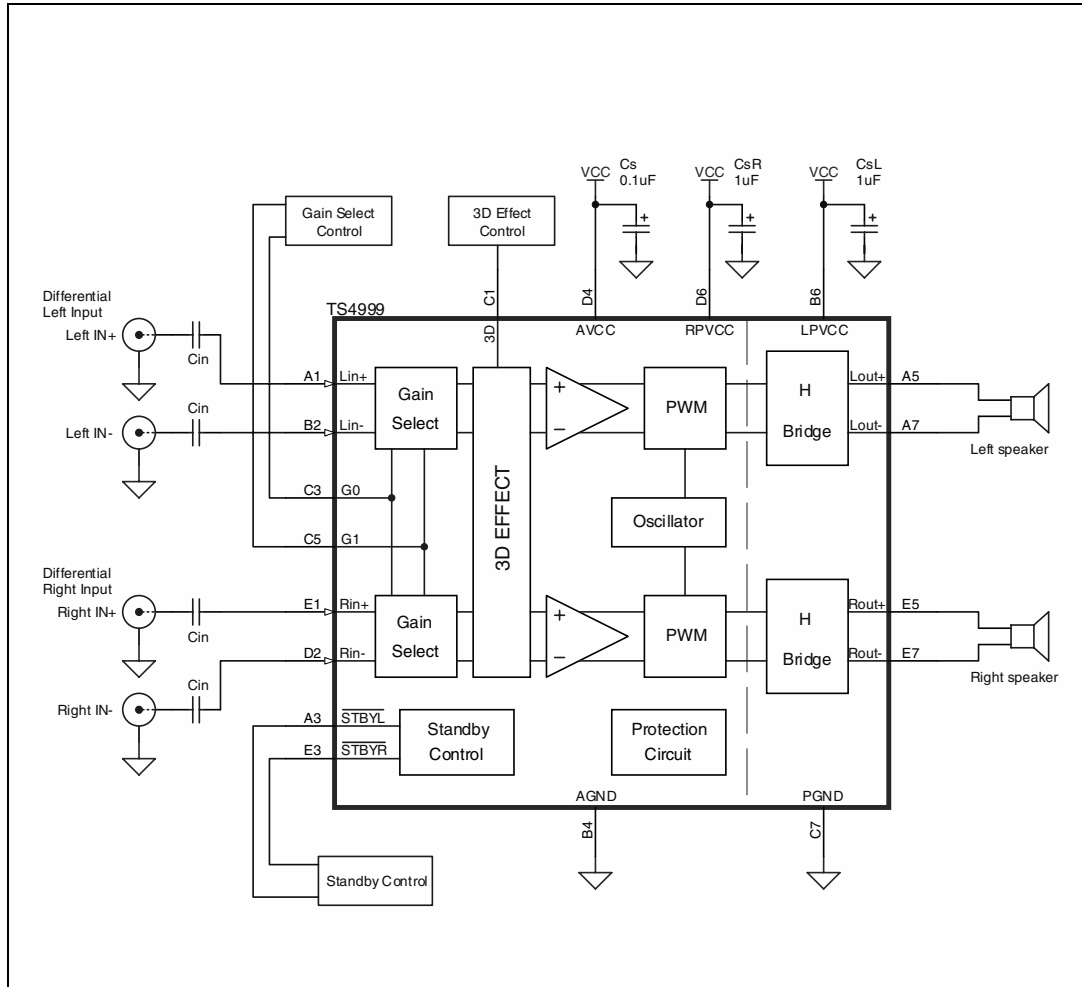 VCC
Cs
0.1uF
VCC
CsR
1uF
VCC
CsL
1uF
Gain Select
Control
3D Effect
Control
C1
D4
D6
B6
Differential
Left Input
Left IN+
Cin
TS4999
3D
AVCC
RPVCC
LPVCC
A1
Lin+
Gain
Select
Cin
Left IN-
B2
Lin-
3D EFFECT
+
−
PWM
H
Bridge
Lout+
A5
Lout-
A7
Left speaker
C3
G0
C5
G1
Oscillator
Differential
Right Input
Right IN+
Cin
E1
Rin+
Gain
Select
D2
Rin-
Cin
Right IN-
+
−
PWM
H
Bridge
Rout+
E5
Rout-
E7
Right speaker
A3
STBYL
E3
STBYR
Standby
Control
Protection
Circuit
AGND
PGND
B4
C7
Standby Control